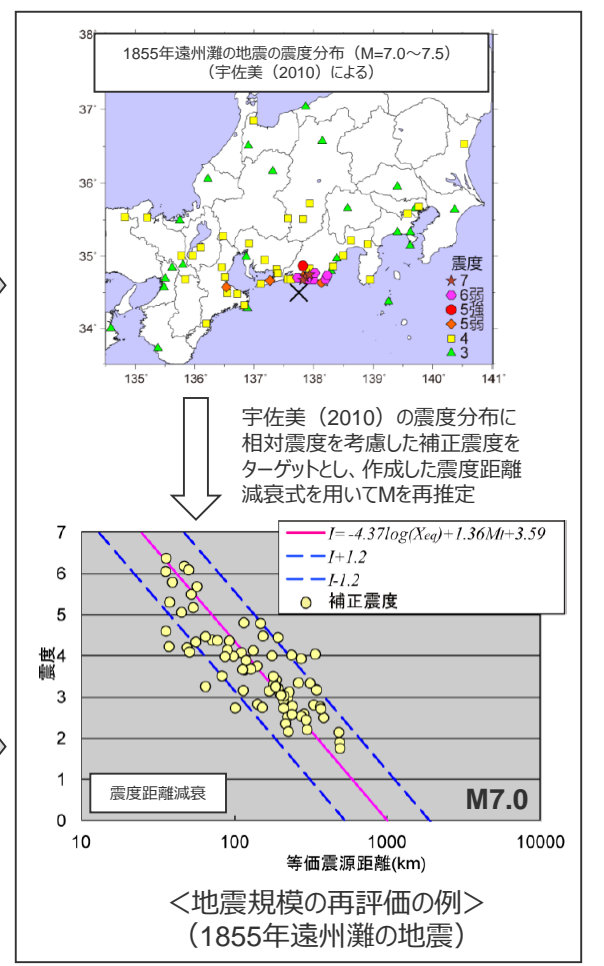 1855年遠州灘の地震の震度分布（M=7.0～7.5）
（宇佐美（2010）による）
38°
37°
36°
35°
34°
135°
136°
137°
138°
139°
140°
141°
震度
7
6弱
5強
5弱
4
3
宇佐美（2010）の震度分布に
相対震度を考慮した補正震度を
ターゲットとし、作成した震度距離
減衰式を用いてMを再推定
I=-4.37log(Xeq)+1.36Mt+3.59
I+1.2
I-1.2
補正震度
7
6
5
4
3
2
1
0
震度
震度距離減衰
M7.0
10
100
1000
10000
等価震源距離(km)
＜地震規模の再評価の例＞
（1855年遠州灘の地震）